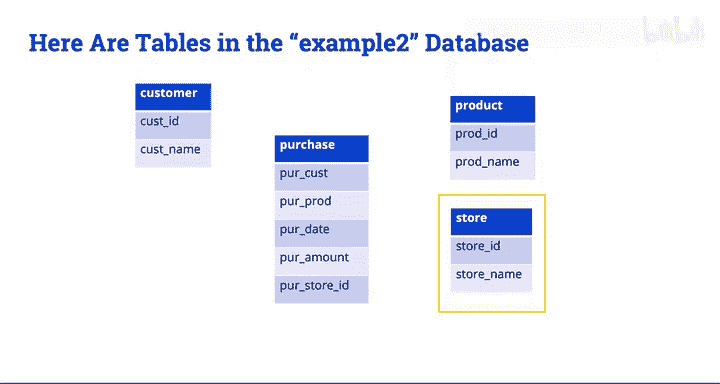 Here Are Tables in the “example2” Database
customer
cust_id
cust_name
purchase
pur_cust
pur_prod
pur_date
pur_amount
pur_store_id
product
prod_id
prod_name
store
store_id
store_name